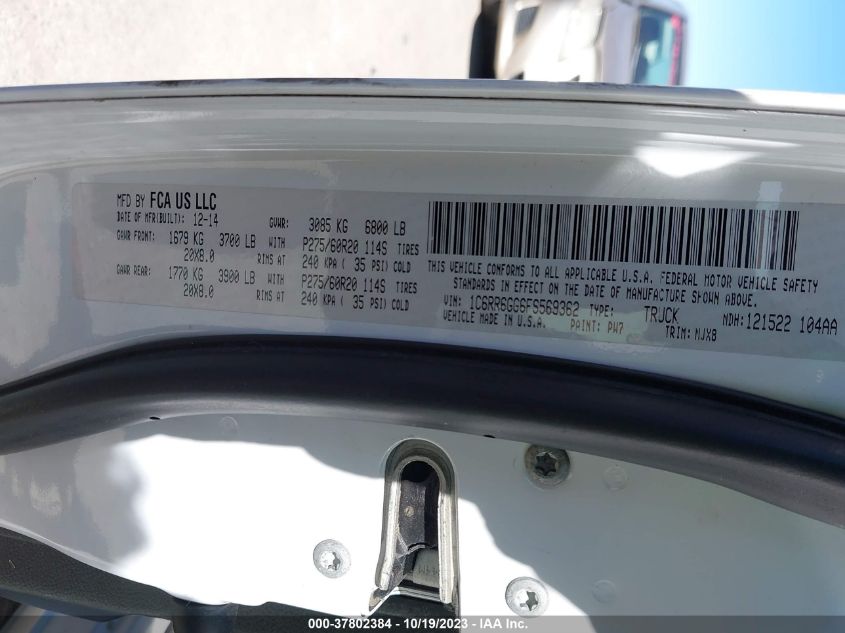 MFD BY FCA US LLC
DATE OF MFR(BUILT): 12-14 GVWR: 3085 KG 6800 LB
GAWR FRONT: 1679 KG 3700 LB WITH P275/60R20 114S TIRES
20X8.0 RIMS AT 240 KPA ( 35 PSI) COLD
GAWR REAR: 1770 KG 3900 LB WITH P275/60R20 114S TIRES
20X8.0 RIMS AT 240 KPA ( 35 PSI) COLD
THIS VEHICLE CONFORMS TO ALL APPLICABLE U.S.A. FEDERAL MOTOR VEHICLE SAFETY
STANDARDS IN EFFECT ON THE DATE OF MANUFACTURE SHOWN ABOVE.
VIN: 1C6RR6GG6FS569362 TYPE: TRUCK MDH: 121522 104AA
VEHICLE MADE IN U.S.A. PAINT: PW7 TRIM: MJX8
000-37802384 - 10/19/2023 - IAA Inc.